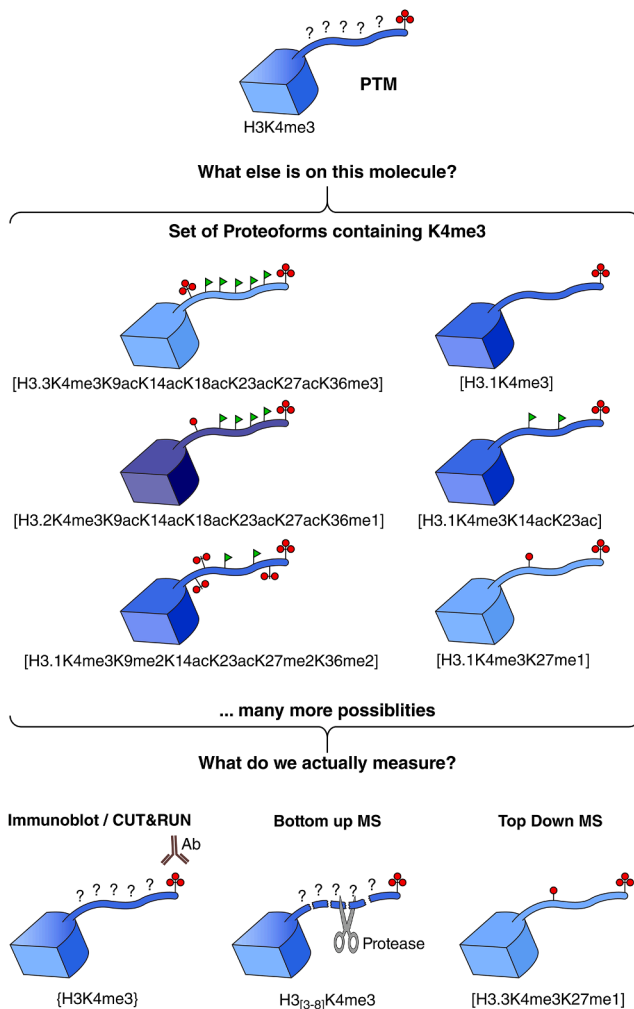 ? ? ? ? ?
PTM
H3K4me3
What else is on this molecule?
Set of Proteoforms containing K4me3
[H3.3K4me3K9acK14acK18acK23acK27acK36me3]
[H3.1K4me3]
[H3.2K4me3K9acK14acK18acK23acK27acK36me1]
[H3.1K4me3K14acK23ac]
[H3.1K4me3K9me2K14acK23acK27me2K36me2]
[H3.1K4me3K27me1]
... many more possiblities
What do we actually measure?
Immunoblot / CUT&RUN
Ab
? ? ? ? ?
{H3K4me3}
Bottom up MS
? ? ? ? ?
Protease
H3[3-8]K4me3
Top Down MS
[H3.3K4me3K27me1]